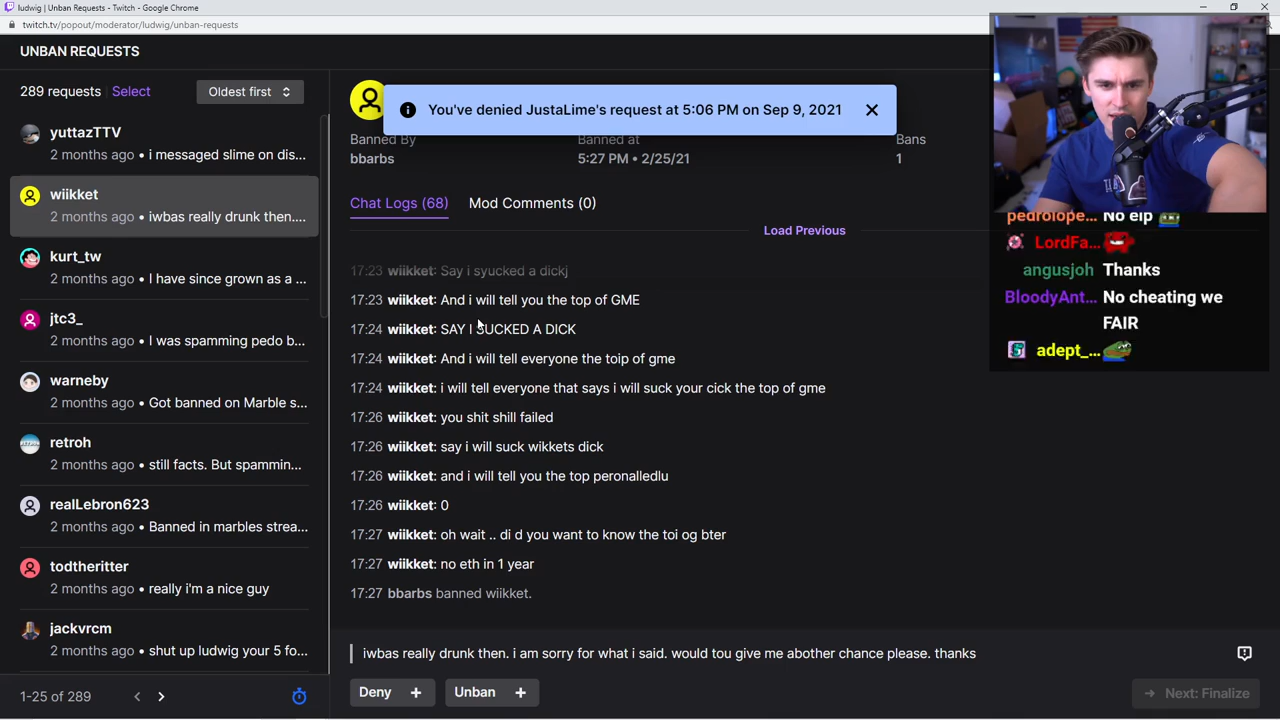 ludwig | Unban Requests - Twitch - Google Chrome
twitch.tv/popout/moderator/ludwig/unban-requests
UNBAN REQUESTS
289 requests Select Oldest first
yuttazTTV
2 months ago • i messaged slime on dis...
wiikket
2 months ago • iwbas really drunk then....
kurt_tw
2 months ago • I have since grown as a ...
jtc3_
2 months ago • I was spamming pedo b...
warneby
2 months ago • Got banned on Marble s...
retroh
2 months ago • still facts. But spammin...
realLebron623
2 months ago • Banned in marbles strea...
todtheritter
2 months ago • really i'm a nice guy
jackvrcm
2 months ago • shut up ludwig your 5 fo...
1-25 of 289
You've denied JustaLime's request at 5:06 PM on Sep 9, 2021
Banned By Banned at Bans
bbarbs 5:27 PM • 2/25/21 1
Chat Logs (68) Mod Comments (0)
Load Previous
17:23 wiikket: Say i syucked a dickj
17:23 wiikket: And i will tell you the top of GME
17:24 wiikket: SAY I SUCKED A DICK
17:24 wiikket: And i will tell everyone the toip of gme
17:24 wiikket: i will tell everyone that says i will suck your cick the top of gme
17:26 wiikket: you shit shill failed
17:26 wiikket: say i will suck wikkets dick
17:26 wiikket: and i will tell you the top peronalledlu
17:26 wiikket: 0
17:27 wiikket: oh wait .. di d you want to know the toi og bter
17:27 wiikket: no eth in 1 year
17:27 bbarbs banned wiikket.
iwbas really drunk then. i am sorry for what i said. would tou give me abother chance please. thanks
Deny + Unban +
Next: Finalize
pedrolope... No elp
LordFa...
angusjoh Thanks
BloodyAnt... No cheating we
FAIR
adept_...